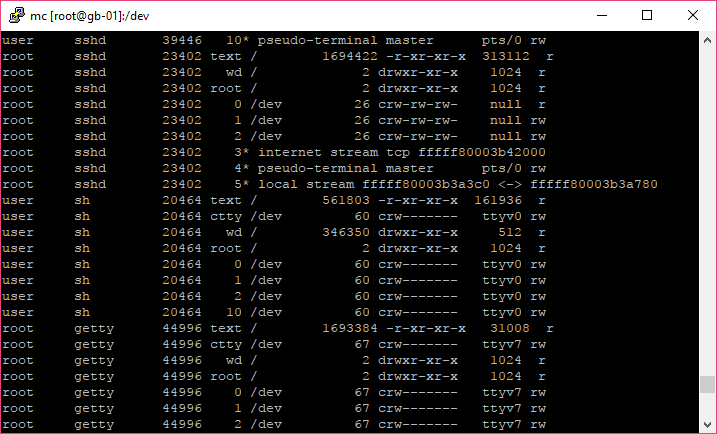 mc [root@gb-01]:/dev
user     sshd       39446   10* pseudo-terminal master      pts/0 rw
root     sshd       23402 text /        1694422 -r-xr-xr-x  313112  r
root     sshd       23402   wd /             2 drwxr-xr-x    1024  r
root     sshd       23402 root /             2 drwxr-xr-x    1024  r
root     sshd       23402    0 /dev         26 crw-rw-rw-    null  r
root     sshd       23402    1 /dev         26 crw-rw-rw-    null rw
root     sshd       23402    2 /dev         26 crw-rw-rw-    null rw
root     sshd       23402    3* internet stream tcp fffff80003b42000
root     sshd       23402    4* pseudo-terminal master      pts/0 rw
root     sshd       23402    5* local stream fffff80003b3a3c0 <-> fffff80003b3a780
user     sh         20464 text /        561803 -r-xr-xr-x  161936  r
user     sh         20464 ctty /dev         60 crw-------   ttyv0 rw
user     sh         20464   wd /        346350 drwxr-xr-x     512  r
user     sh         20464 root /             2 drwxr-xr-x    1024  r
user     sh         20464    0 /dev         60 crw-------   ttyv0 rw
user     sh         20464    1 /dev         60 crw-------   ttyv0 rw
user     sh         20464    2 /dev         60 crw-------   ttyv0 rw
user     sh         20464   10 /dev         60 crw-------   ttyv0 rw
root     getty      44996 text /        1693384 -r-xr-xr-x   31008  r
root     getty      44996 ctty /dev         67 crw-------   ttyv7 rw
root     getty      44996   wd /             2 drwxr-xr-x    1024  r
root     getty      44996 root /             2 drwxr-xr-x    1024  r
root     getty      44996    0 /dev         67 crw-------   ttyv7 rw
root     getty      44996    1 /dev         67 crw-------   ttyv7 rw
root     getty      44996    2 /dev         67 crw-------   ttyv7 rw